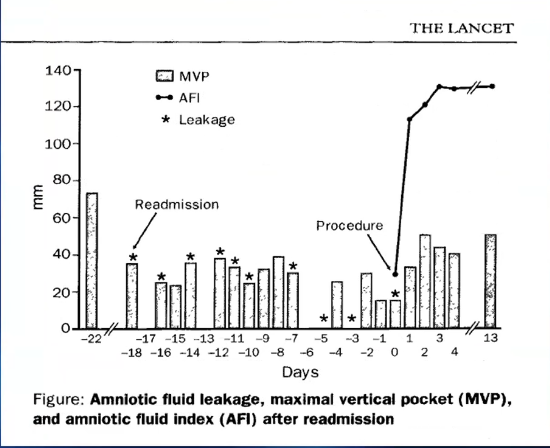 THE LANCET
140
MVP
120
AFI
* Leakage
100
mm
80
Readmission
60
Procedure
40
20
0
-22 -17 -15 -13 -11 -9 -7 -5 -3 -1 1 3 13
-18 -16 -14 -12 -10 -8 -6 -4 -2 0 2 4
Days
Figure: Amniotic fluid leakage, maximal vertical pocket (MVP),
and amniotic fluid index (AFI) after readmission